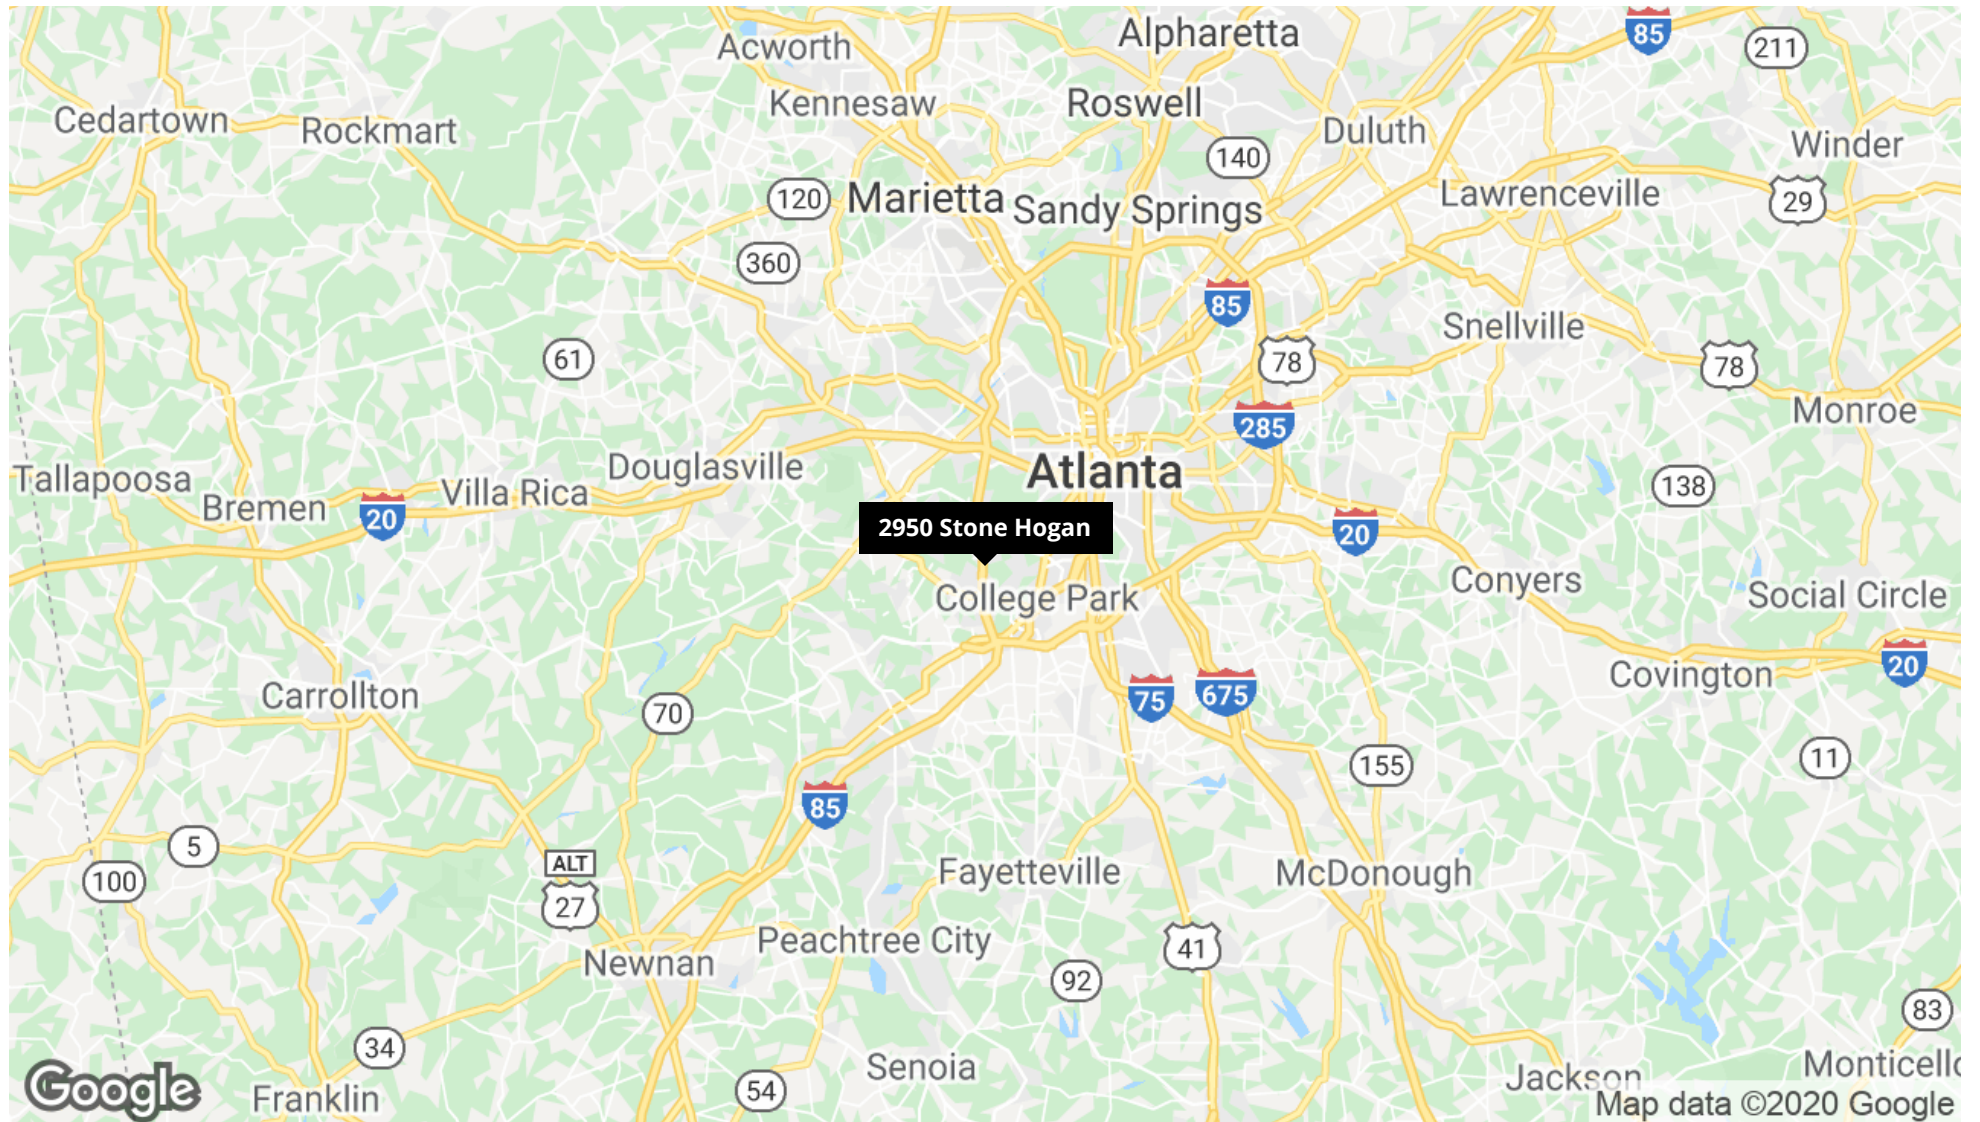 Alpharetta
85
211
Acworth
Kennesaw
Roswell
Cedartown
Rockmart
Duluth
Winder
140
120
Marietta
Sandy Springs
Lawrenceville
29
360
85
Snellville
61
78
78
Monroe
285
Tallapoosa
Bremen
20
Villa Rica
Douglasville
Atlanta
138
2950 Stone Hogan
20
College Park
Conyers
Social Circle
Carrollton
70
75
675
Covington
20
155
11
85
5
100
ALT
27
Fayetteville
McDonough
Newnan
Peachtree City
41
92
83
34
Senoia
54
Franklin
Jackson
Monticello
Google
Map data ©2020 Google